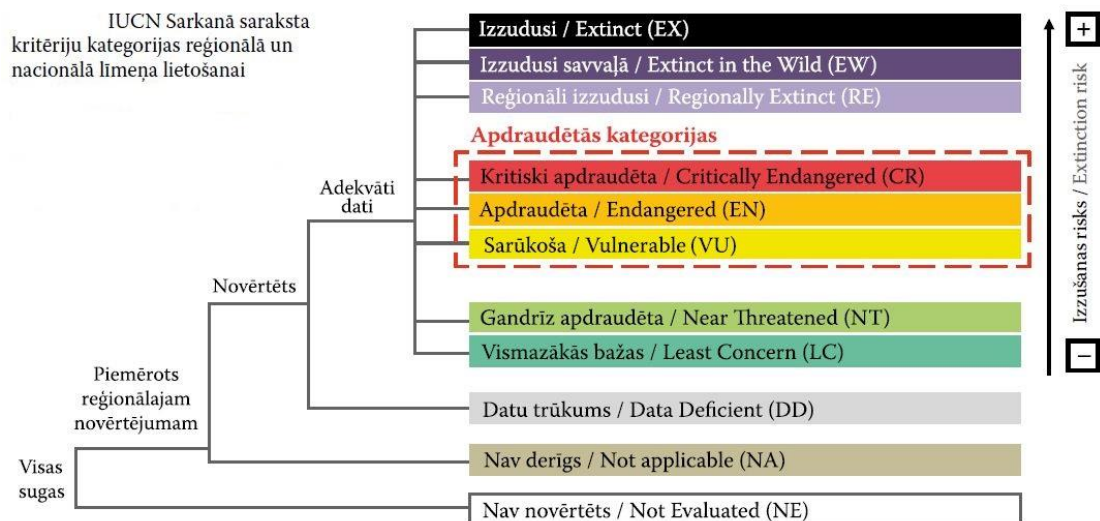 IUCN Sarkanā saraksta
kritēriju kategorijas reģionālā un
nacionālā līmeņa lietošanai
Izzudusi / Extinct (EX)
Izzudusi savvaļā / Extinct in the Wild (EW)
Reģionāli izzudusi / Regionally Extinct (RE)
Apdraudētās kategorijas
Kritiski apdraudēta / Critically Endangered (CR)
Apdraudēta / Endangered (EN)
Sarūkoša / Vulnerable (VU)
Gandrīz apdraudēta / Near Threatened (NT)
Vismazākās bažas / Least Concern (LC)
Datu trūkums / Data Deficient (DD)
Nav derīgs / Not applicable (NA)
Nav novērtēts / Not Evaluated (NE)
Adekvāti
dati
Novērtēts
Piemērots
reģionālajam
novērtējumam
Visas
sugas
+
Izzušanas risks / Extinction risk
−